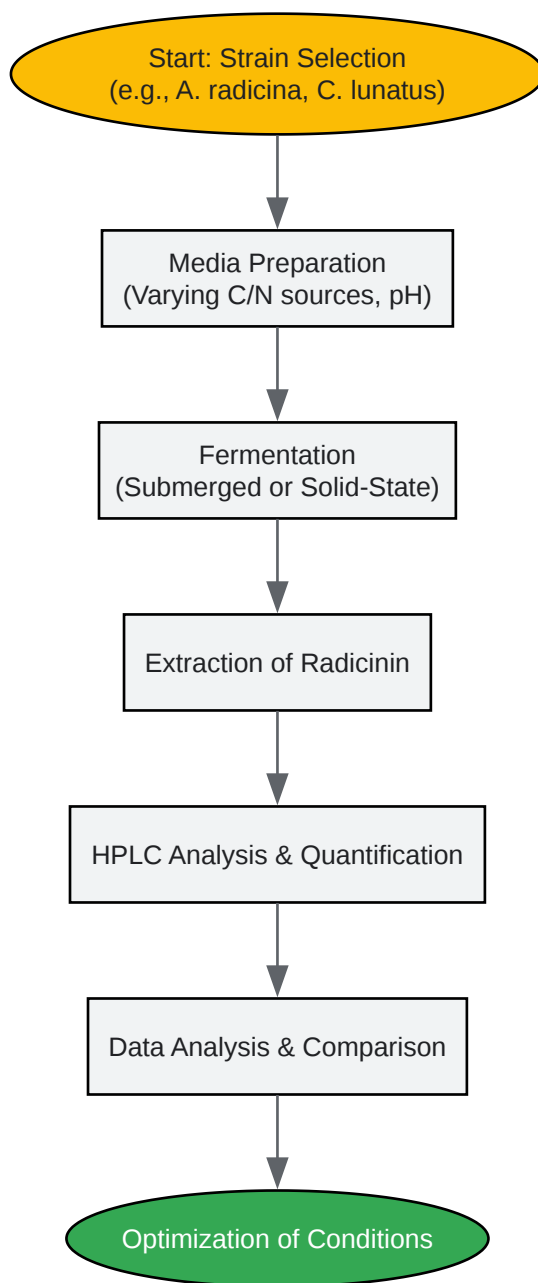 Start: Strain Selection
(e.g., A. radicina, C. lunatus)
Media Preparation
(Varying C/N sources, pH)
Fermentation
(Submerged or Solid-State)
Extraction of Radicinin
HPLC Analysis & Quantification
Data Analysis & Comparison
Optimization of Conditions